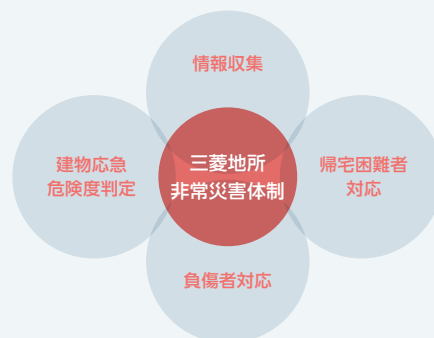 情報収集
建物応急
危険度判定
三菱地所
非常災害体制
帰宅困難者
対応
負傷者対応